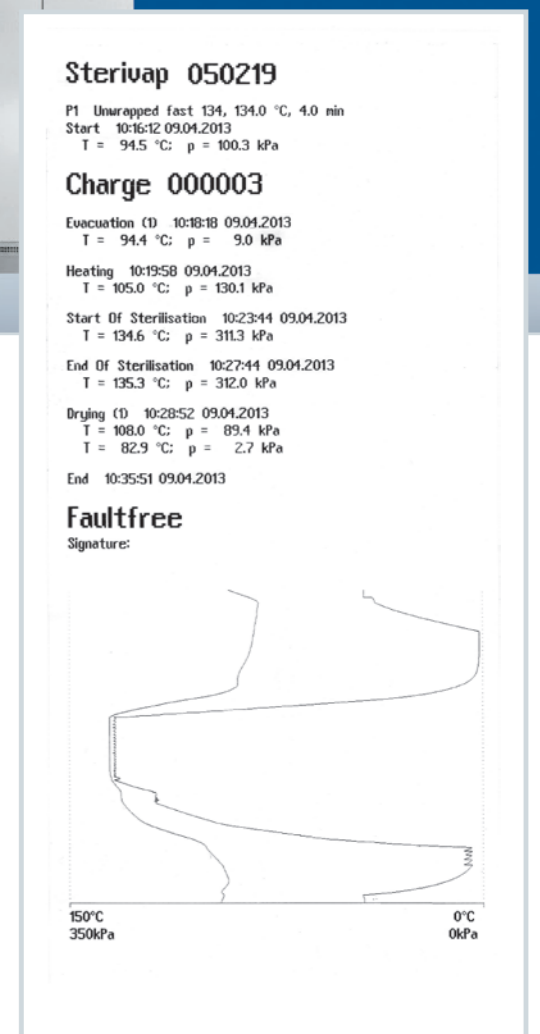 Sterivap 050219
P1 Unwrapped fast 134, 134.0 °C, 4.0 min
Start 10:16:12 09.04.2013
T = 94.5 °C; p = 100.3 kPa
Charge 000003
Evacuation (1) 10:18:18 09.04.2013
T = 94.4 °C; p = 9.0 kPa
Heating 10:19:58 09.04.2013
T = 105.0 °C; p = 130.1 kPa
Start Of Sterilisation 10:23:44 09.04.2013
T = 134.6 °C; p = 311.3 kPa
End Of Sterilisation 10:27:44 09.04.2013
T = 135.3 °C; p = 312.0 kPa
Drying (1) 10:28:52 09.04.2013
T = 108.0 °C; p = 89.4 kPa
T = 82.9 °C; p = 2.7 kPa
End 10:35:51 09.04.2013
Faultfree
Signature:
150°C 0°C
350kPa 0kPa